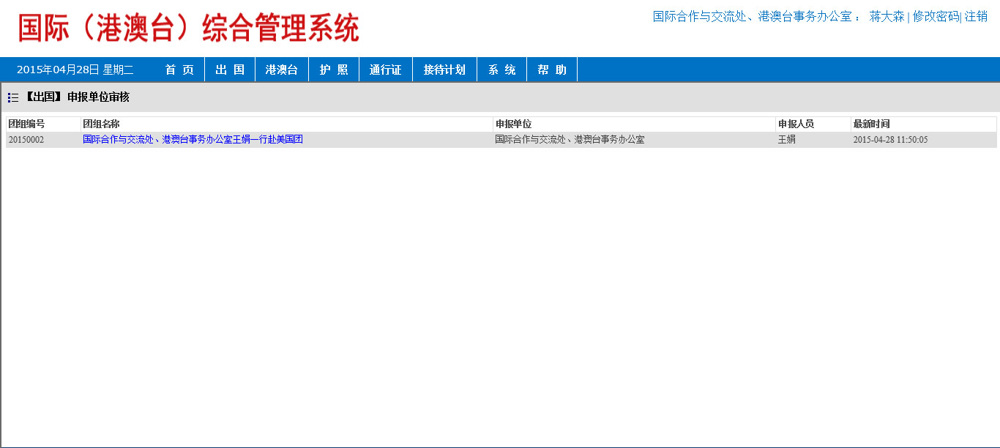 国际（港澳台）综合管理系统
国际合作与交流处、港澳台事务办公室： 蒋大森 | 修改密码| 注销
2015年04月28日 星期二 首 页 出 国 港澳台 护 照 通行证 接待计划 系 统 帮 助
【出国】 申报单位审核
团组编号 团组名称 申报单位 申报人员 最新时间
20150002 国际合作与交流处、港澳台事务办公室王娟一行赴美国团 国际合作与交流处、港澳台事务办公室 王娟 2015-04-28 11:50:05